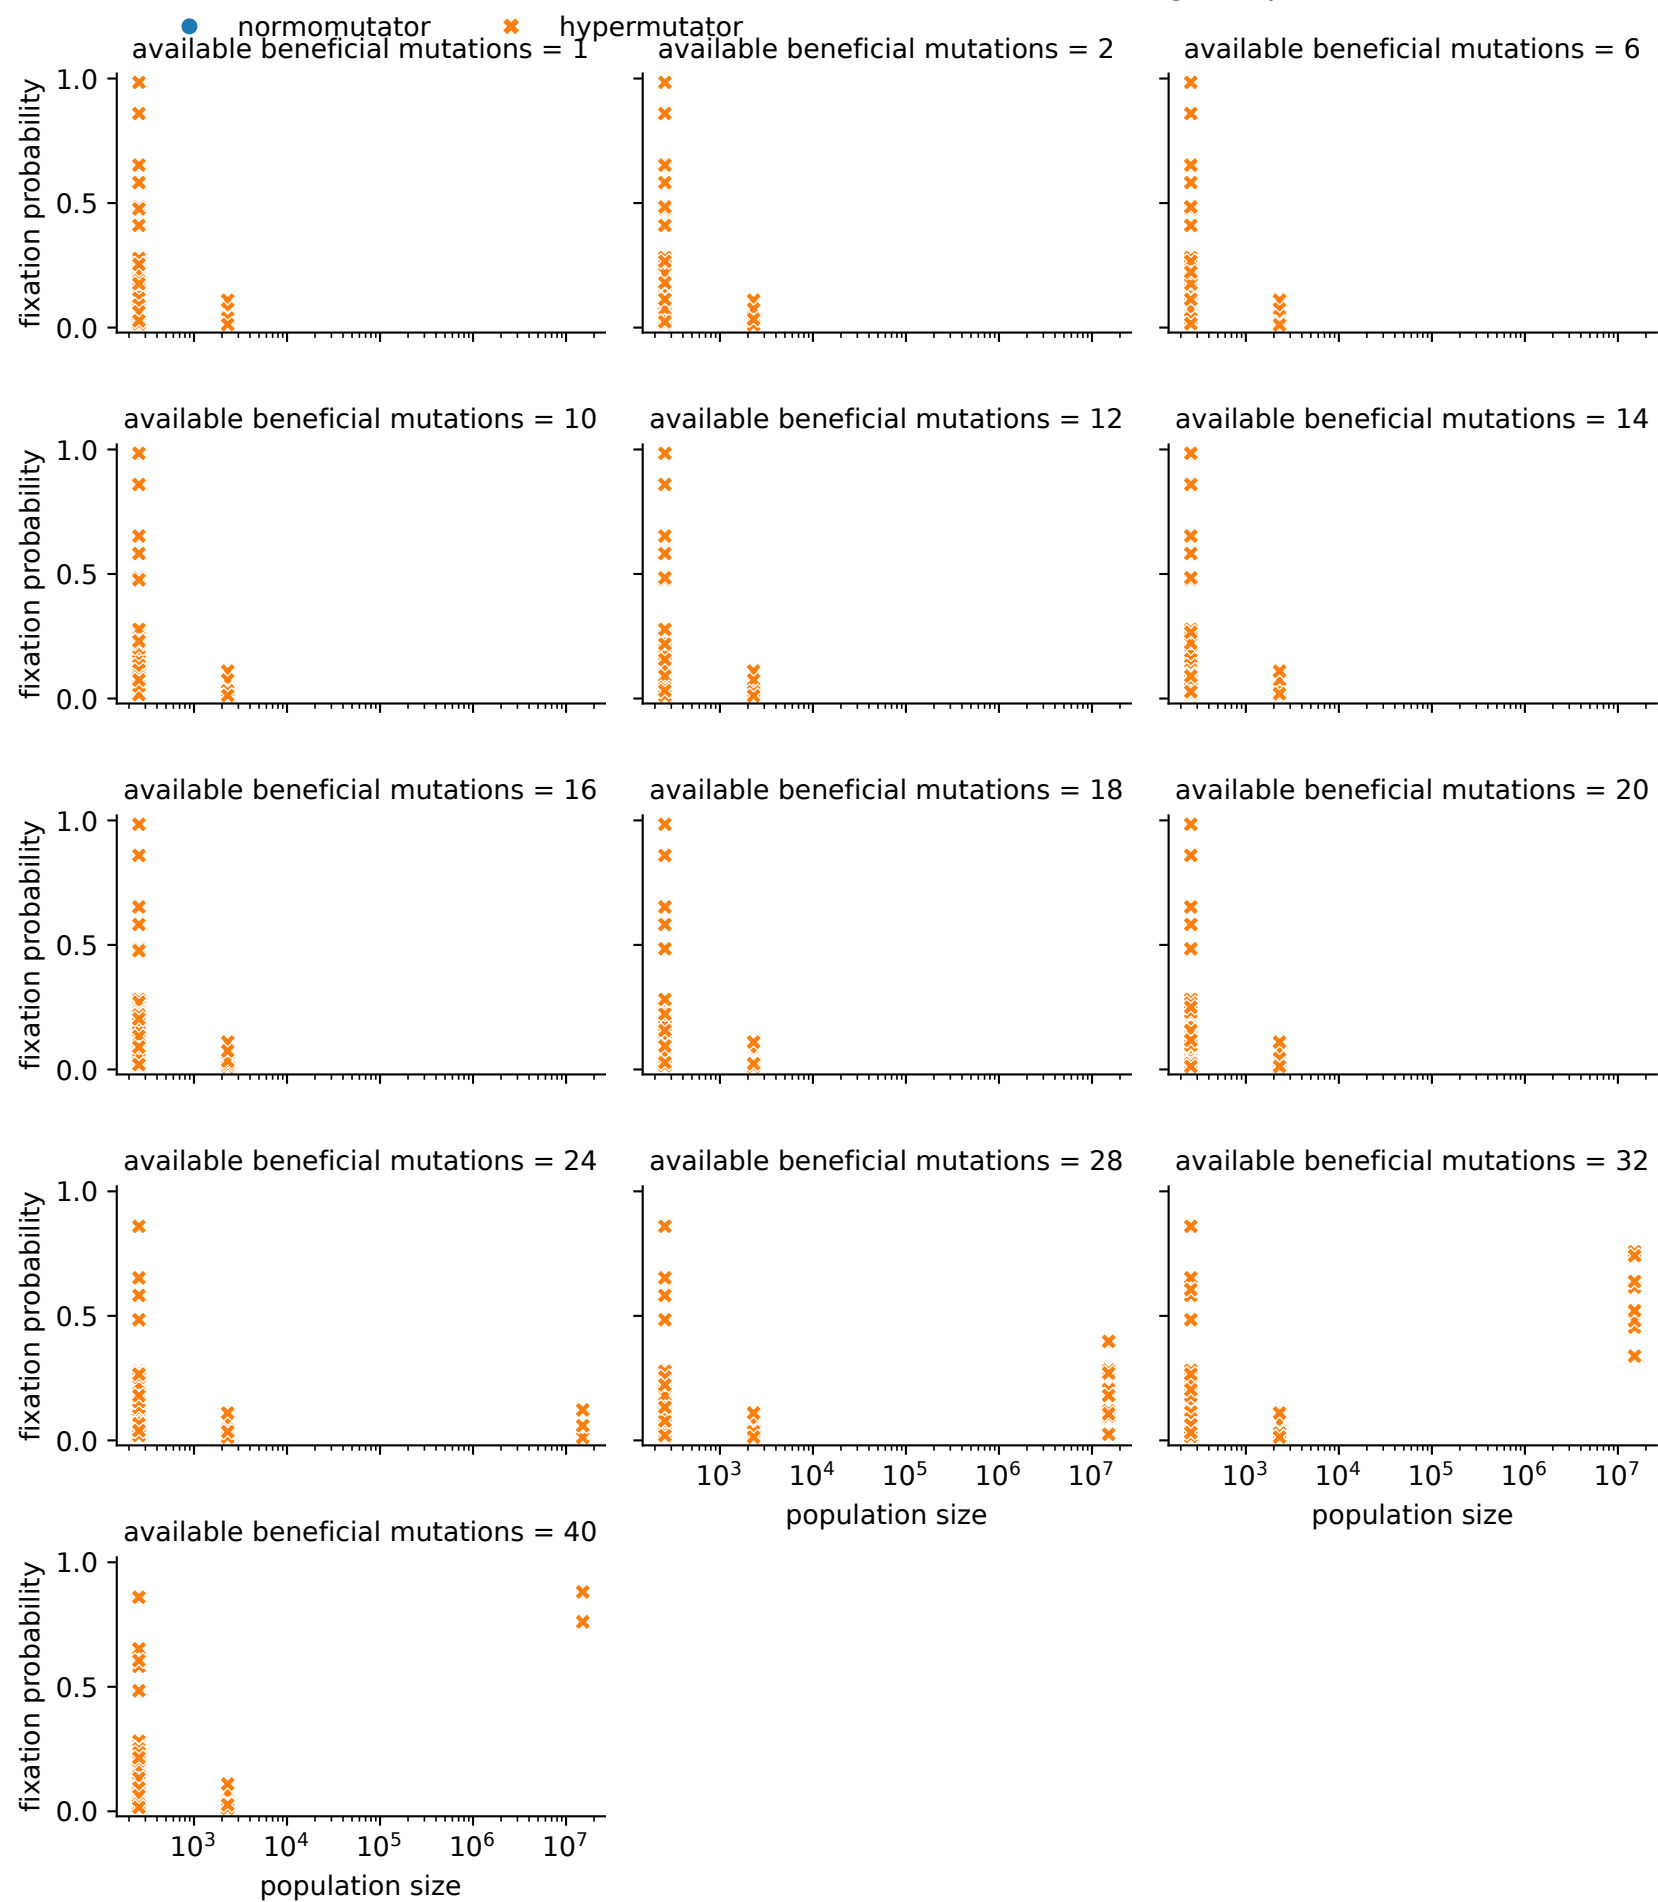 normomutator hypermutator
available beneficial mutations = 1 available beneficial mutations = 2 available beneficial mutations = 6
fixation probability
1.0
0.5
0.0
available beneficial mutations = 10 available beneficial mutations = 12 available beneficial mutations = 14
fixation probability
1.0
0.5
0.0
available beneficial mutations = 16 available beneficial mutations = 18 available beneficial mutations = 20
fixation probability
1.0
0.5
0.0
available beneficial mutations = 24 available beneficial mutations = 28 available beneficial mutations = 32
fixation probability
1.0
0.5
0.0
10³ 10⁴ 10⁵ 10⁶ 10⁷ 10³ 10⁴ 10⁵ 10⁶ 10⁷
population size population size
available beneficial mutations = 40
fixation probability
1.0
0.5
0.0
10³ 10⁴ 10⁵ 10⁶ 10⁷
population size